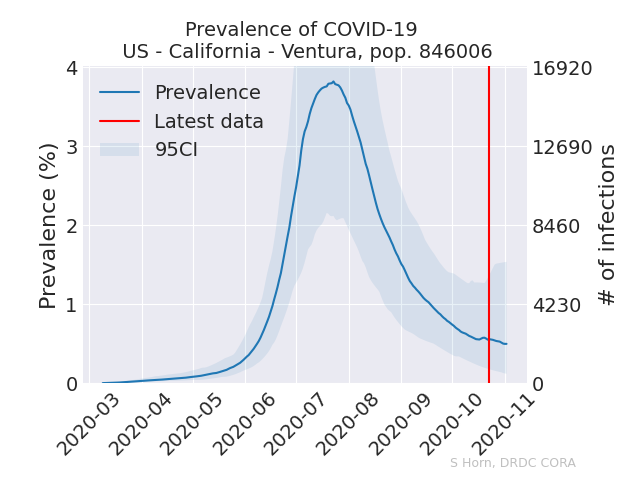 Prevalence of COVID-19
US - California - Ventura, pop. 846006
Prevalence
Latest data
95CI
Prevalence (%)
4
3
2
1
0
# of infections
16920
12690
8460
4230
0
2020-03
2020-04
2020-05
2020-06
2020-07
2020-08
2020-09
2020-10
2020-11
S Horn, DRDC CORA